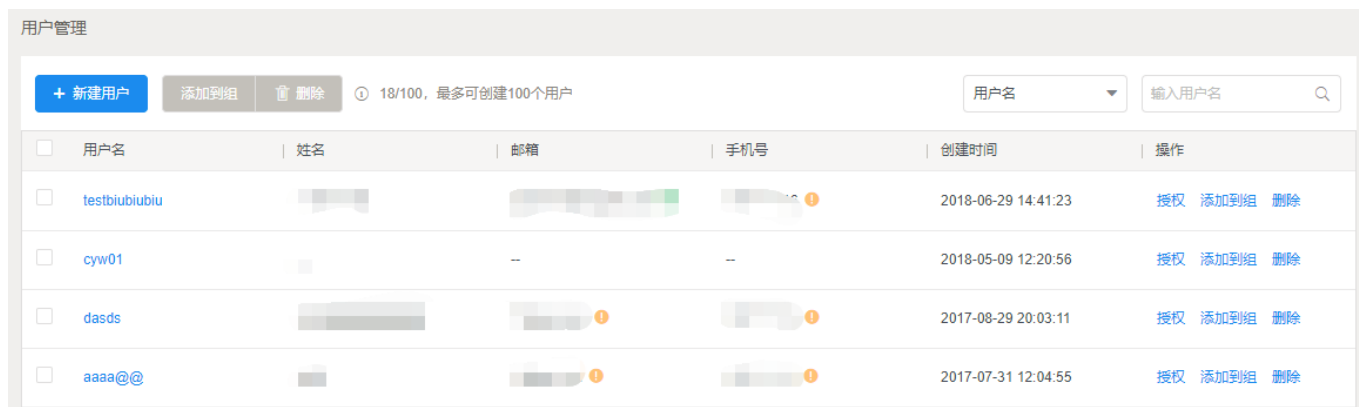 用户管理
+ 新建用户 添加到组 删除 18/100，最多可创建100个用户 用户名 输入用户名
用户名 姓名 邮箱 手机号 创建时间 操作
testbiubiubiu 2018-06-29 14:41:23 授权 添加到组 删除
cyw01 -- -- 2018-05-09 12:20:56 授权 添加到组 删除
dasds 2017-08-29 20:03:11 授权 添加到组 删除
aaaa@@ 2017-07-31 12:04:55 授权 添加到组 删除